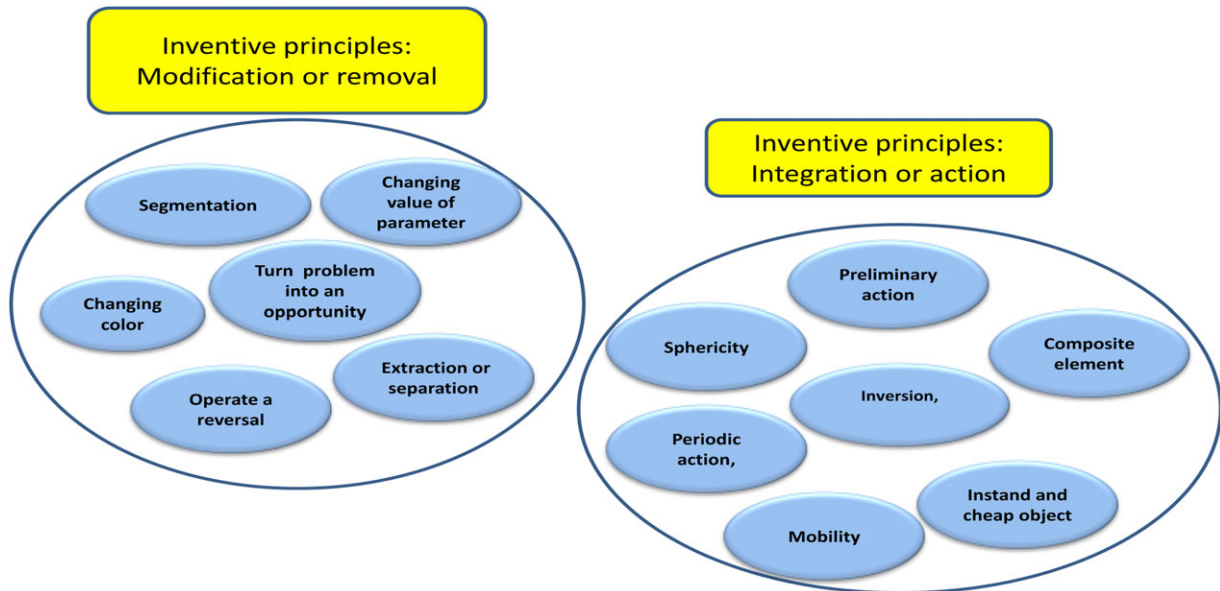 Inventive principles:
Modification or removal
Segmentation
Changing
value of
parameter
Turn  problem
into an
opportunity
Changing
color
Extraction or
separation
Operate a
reversal
Inventive principles:
Integration or action
Preliminary
action
Sphericity
Composite
element
Inversion,
Periodic
action,
Instand and
cheap object
Mobility